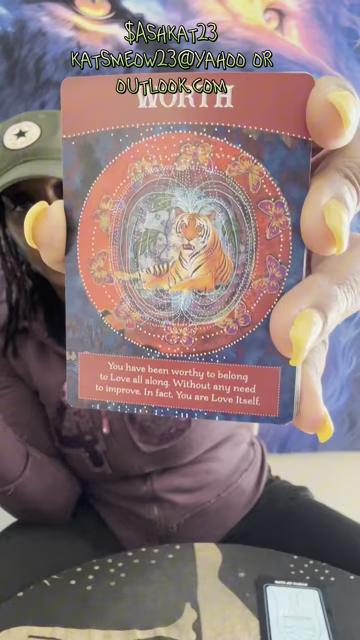 $ASHKAT23
KATSMEOW23@YAHOO OR
OUTLOOK.COM
WORTH
You have been worthy to belong
to Love all along. Without any need
to improve. In fact, You are Love Itself.